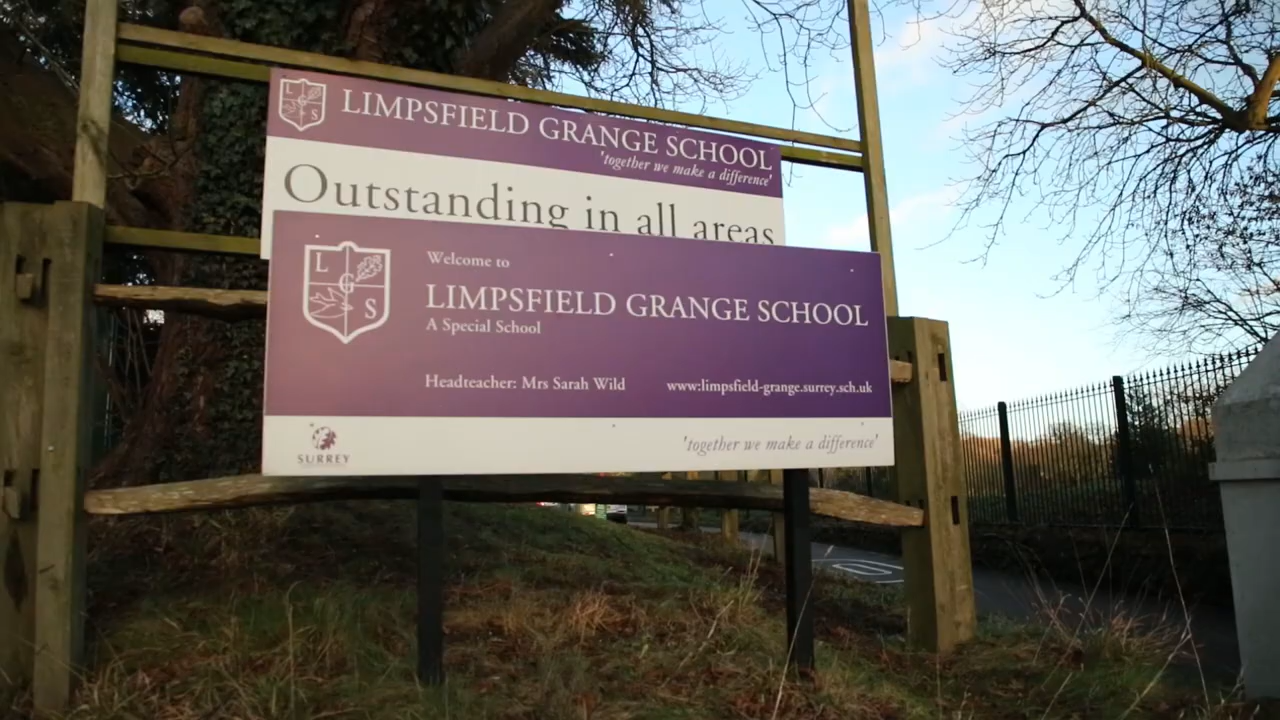 L
G
S
LIMPSFIELD GRANGE SCHOOL
'together we make a difference'
Outstanding in all areas
L
G
S
Welcome to
LIMPSFIELD GRANGE SCHOOL
A Special School
Headteacher: Mrs Sarah Wild
www:limpsfield-grange.surrey.sch.uk
SURREY
'together we make a difference'